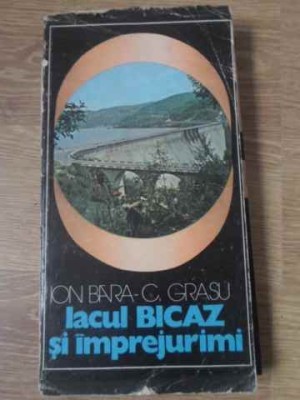 ION BĂRA-C. GRASU
lacul BICAZ
și împrejurimi